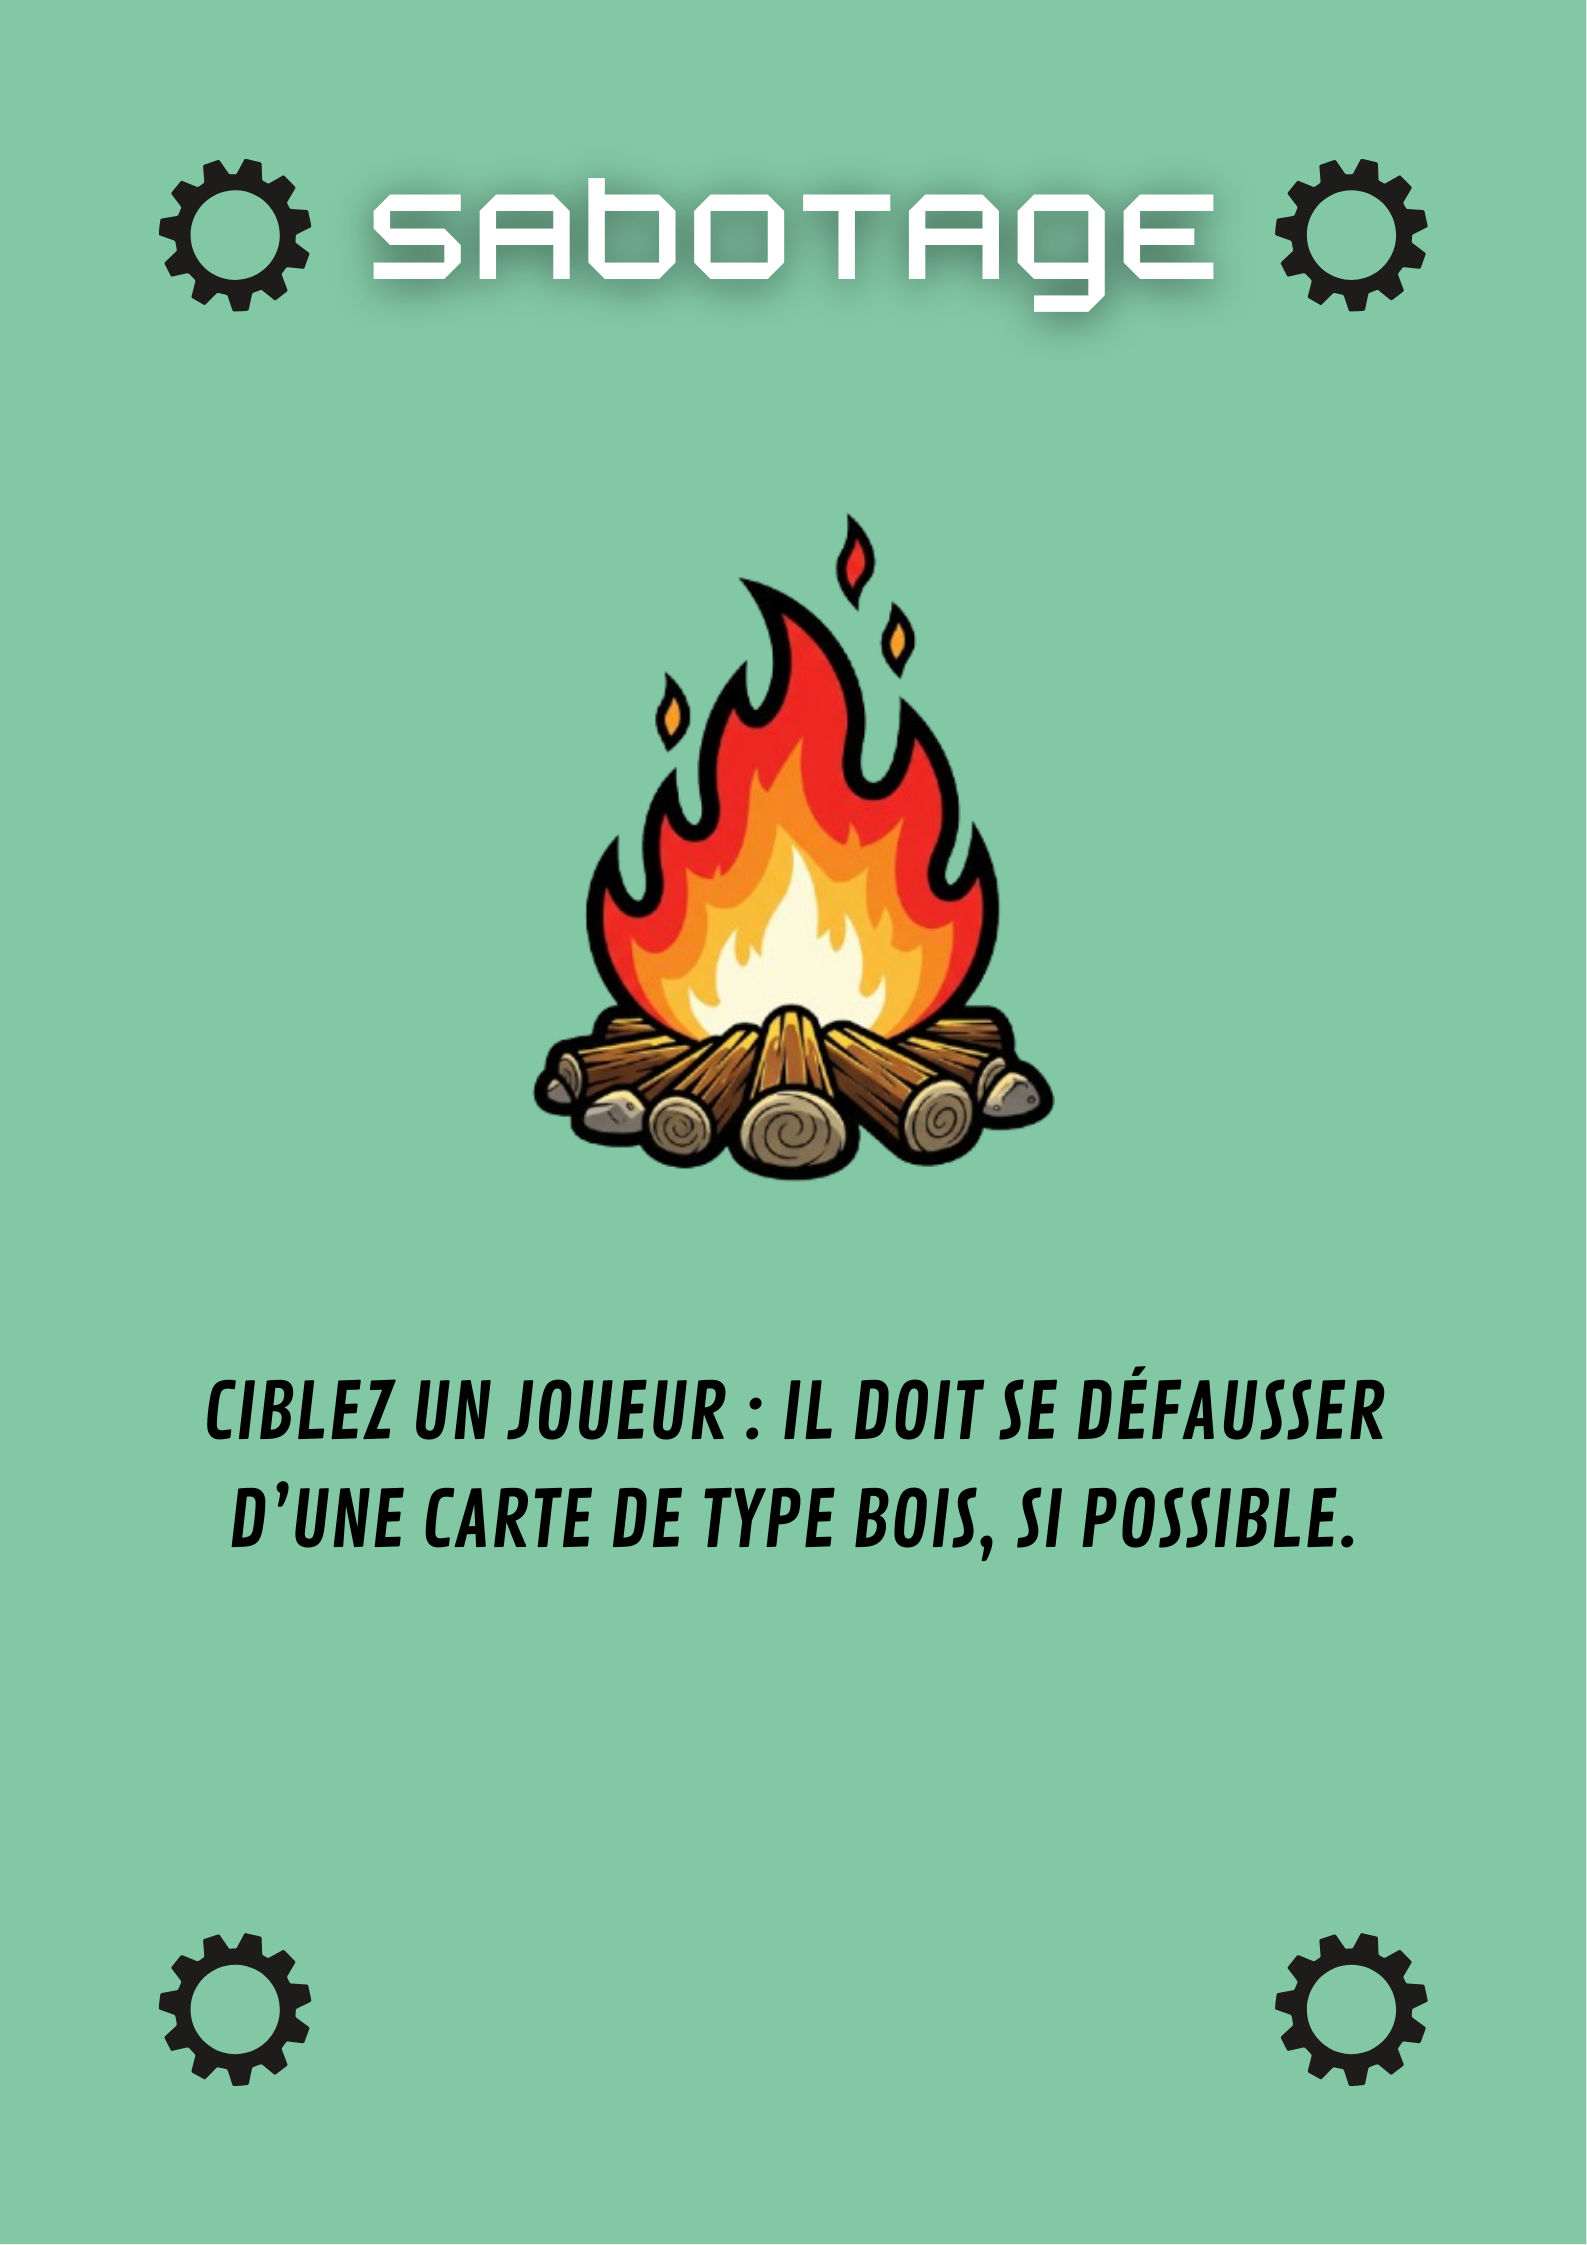 sAboTAgE
CIBLEZ UN JOUEUR : IL DOIT SE DÉFAUSSER
D’UNE CARTE DE TYPE BOIS, SI POSSIBLE.